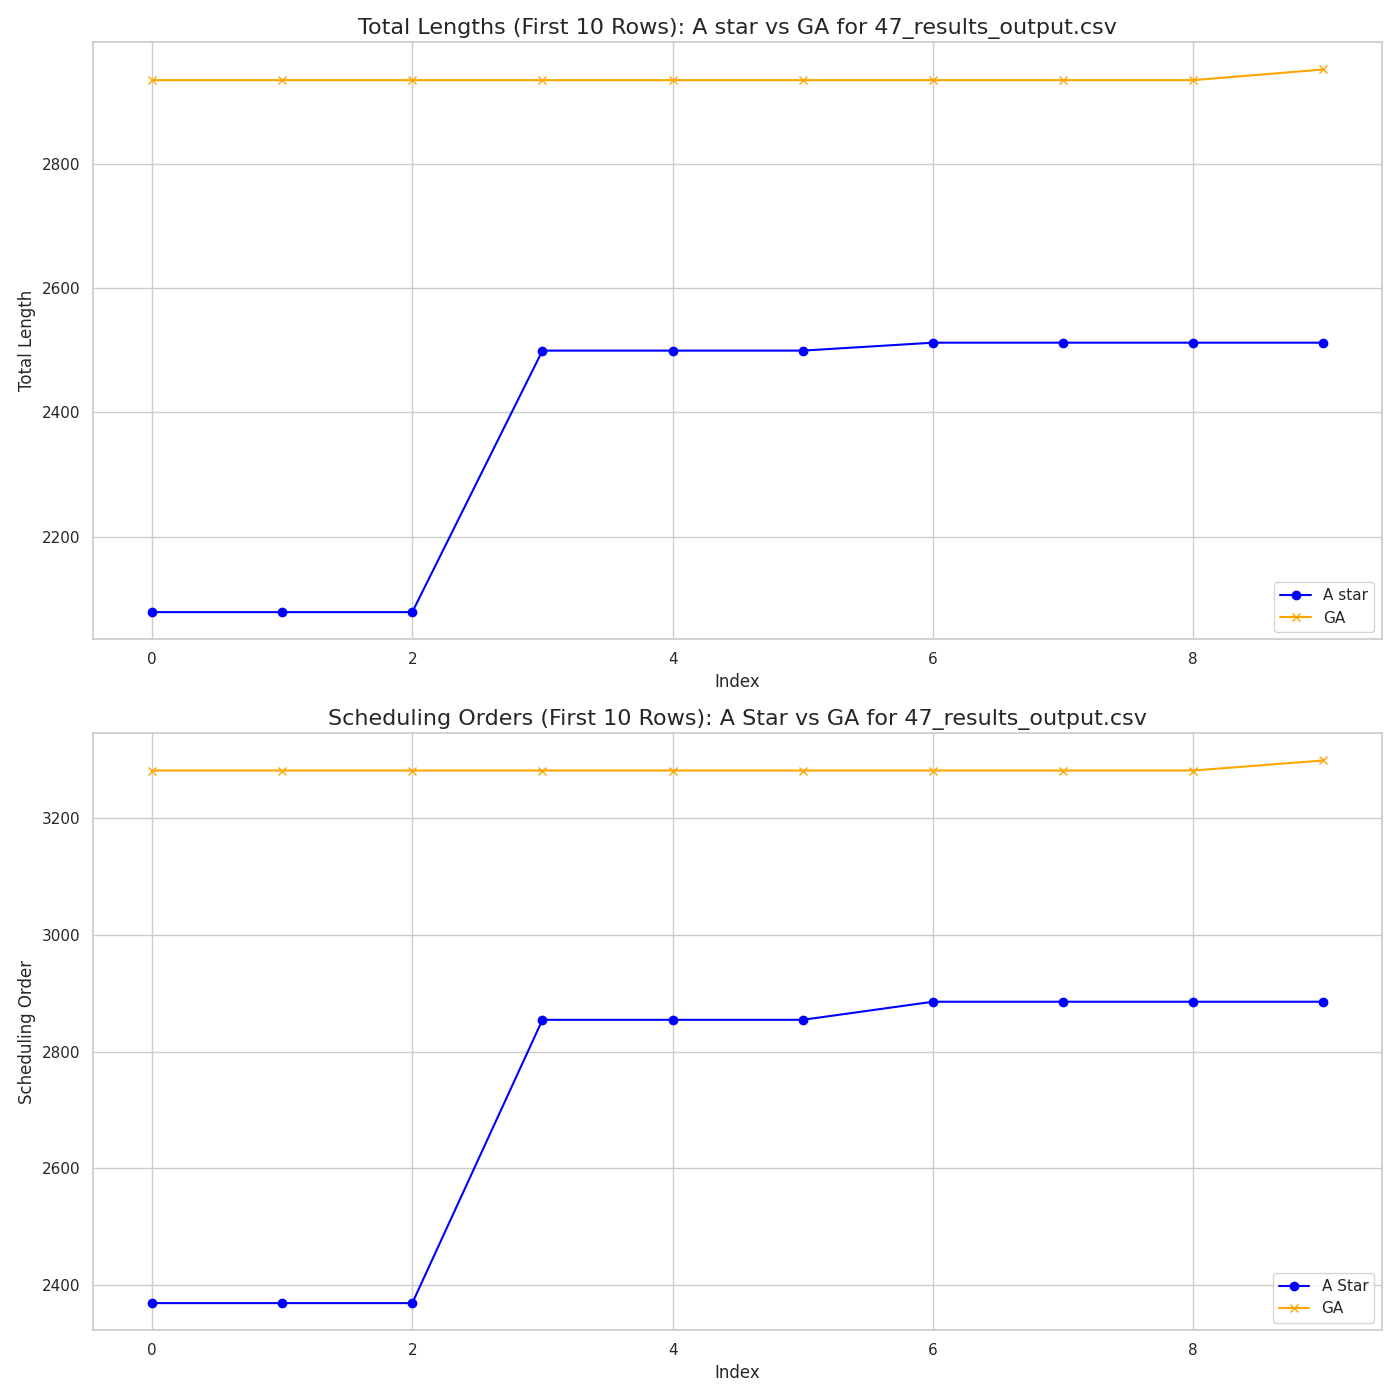 Total Lengths (First 10 Rows): A star vs GA for 47_results_output.csv
2800
2600
2400
2200
Total Length
A star
GA
0 2 4 6 8
Index
Scheduling Orders (First 10 Rows): A Star vs GA for 47_results_output.csv
3200
3000
2800
2600
2400
Scheduling Order
A Star
GA
0 2 4 6 8
Index